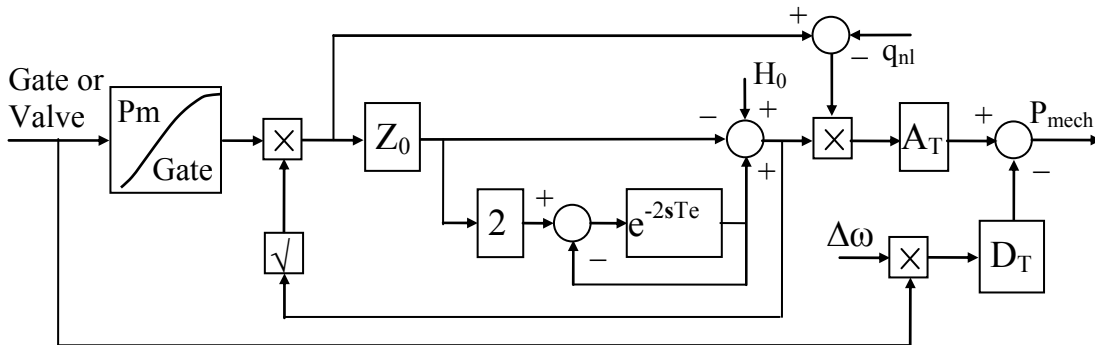 +
−
q_nl
Gate or
Valve
Pm
Gate
×
Z₀
H₀
−
+
+
×
A_T
+
P_mech
−
2
+
−
e^-2sTe
√
Δω
×
D_T